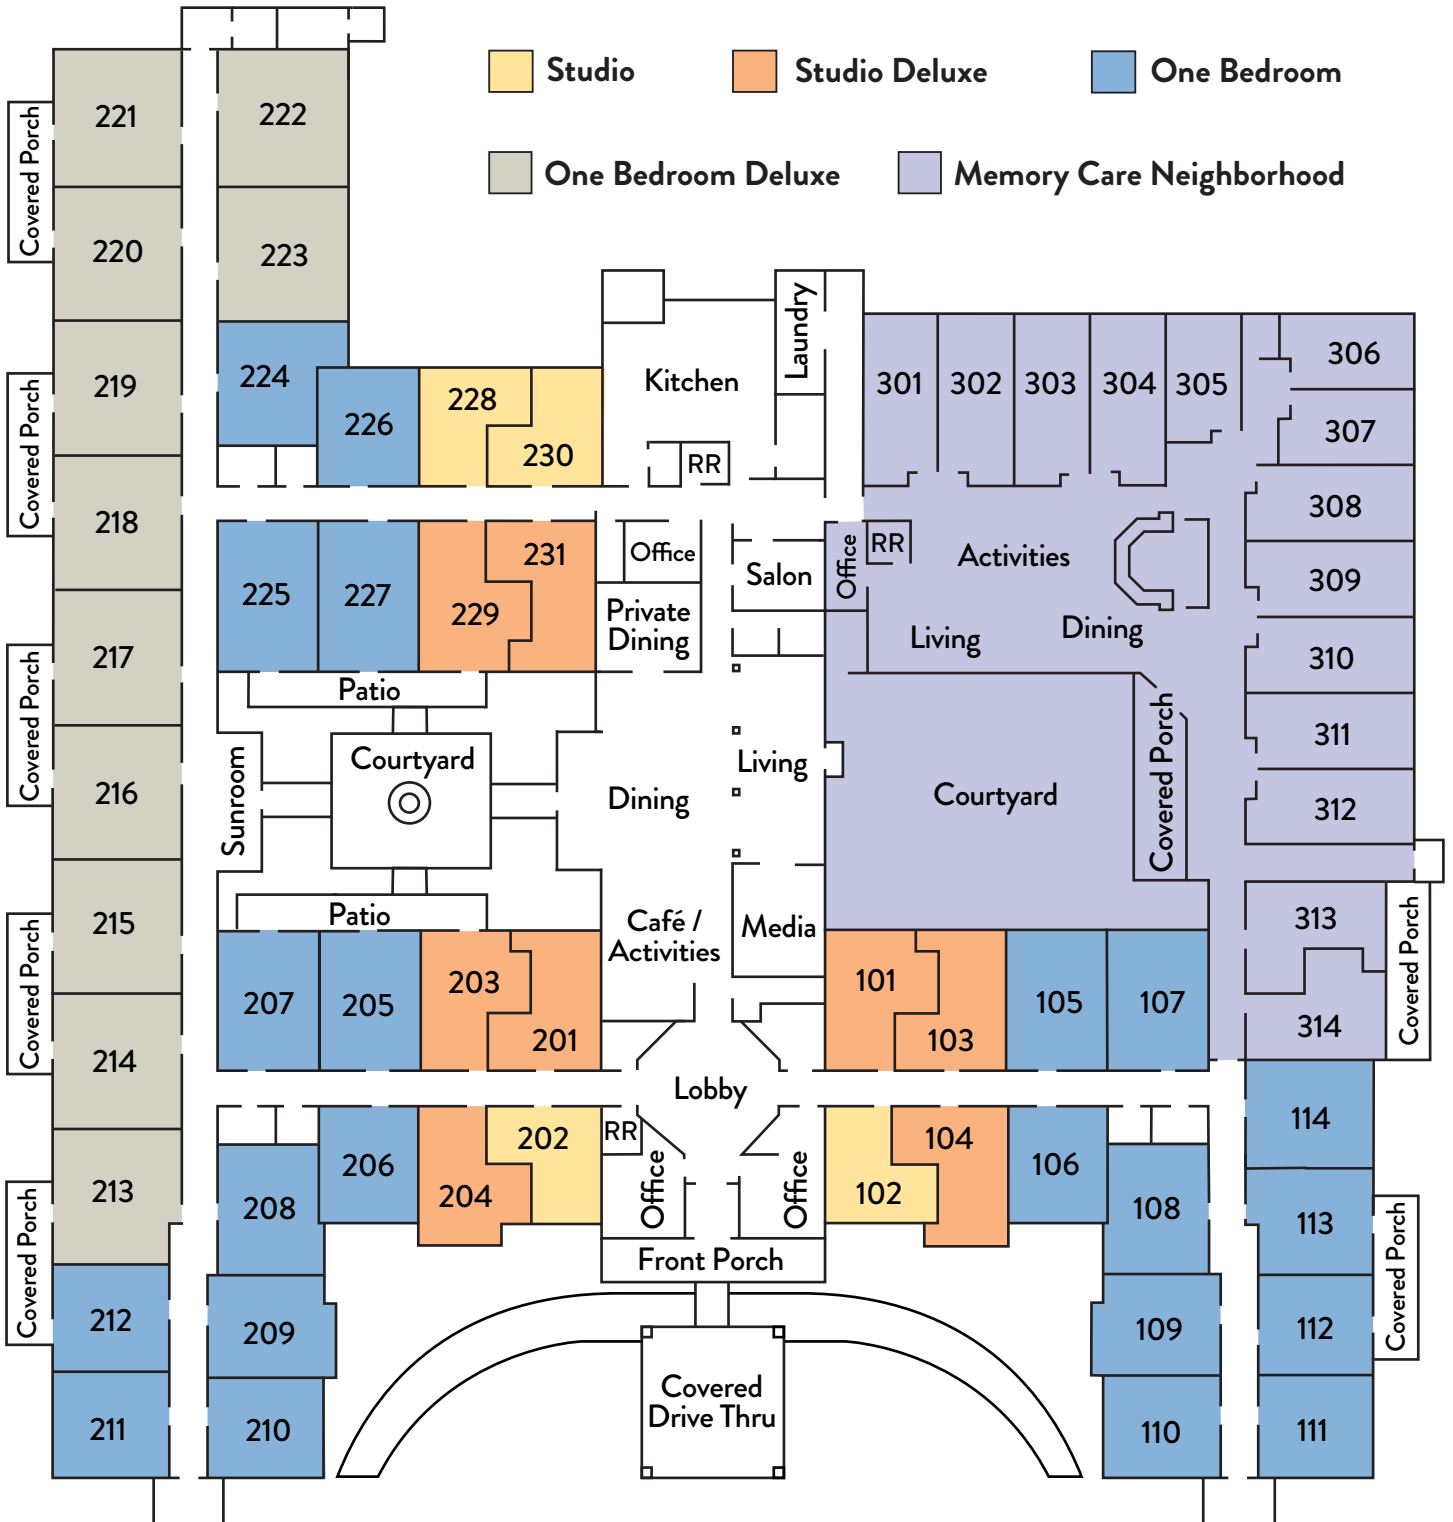 Studio
Studio Deluxe
One Bedroom
One Bedroom Deluxe
Memory Care Neighborhood
221
222
Covered Porch
220
223
219
224
Covered Porch
226
228
230
Kitchen
Laundry
RR
301
302
303
304
305
306
307
218
308
225
227
229
231
Office
Private
Dining
Salon
Office
RR
Activities
Living
Dining
309
310
217
Covered Porch
Patio
Sunroom
Courtyard
Dining
Living
Courtyard
Covered Porch
311
312
216
215
Covered Porch
Patio
Café /
Activities
Media
313
314
Covered Porch
207
205
203
201
101
103
105
107
214
Lobby
213
Covered Porch
208
206
204
202
RR
Office
Office
102
104
106
108
114
113
Covered Porch
Front Porch
212
209
109
112
Covered
Drive Thru
211
210
110
111